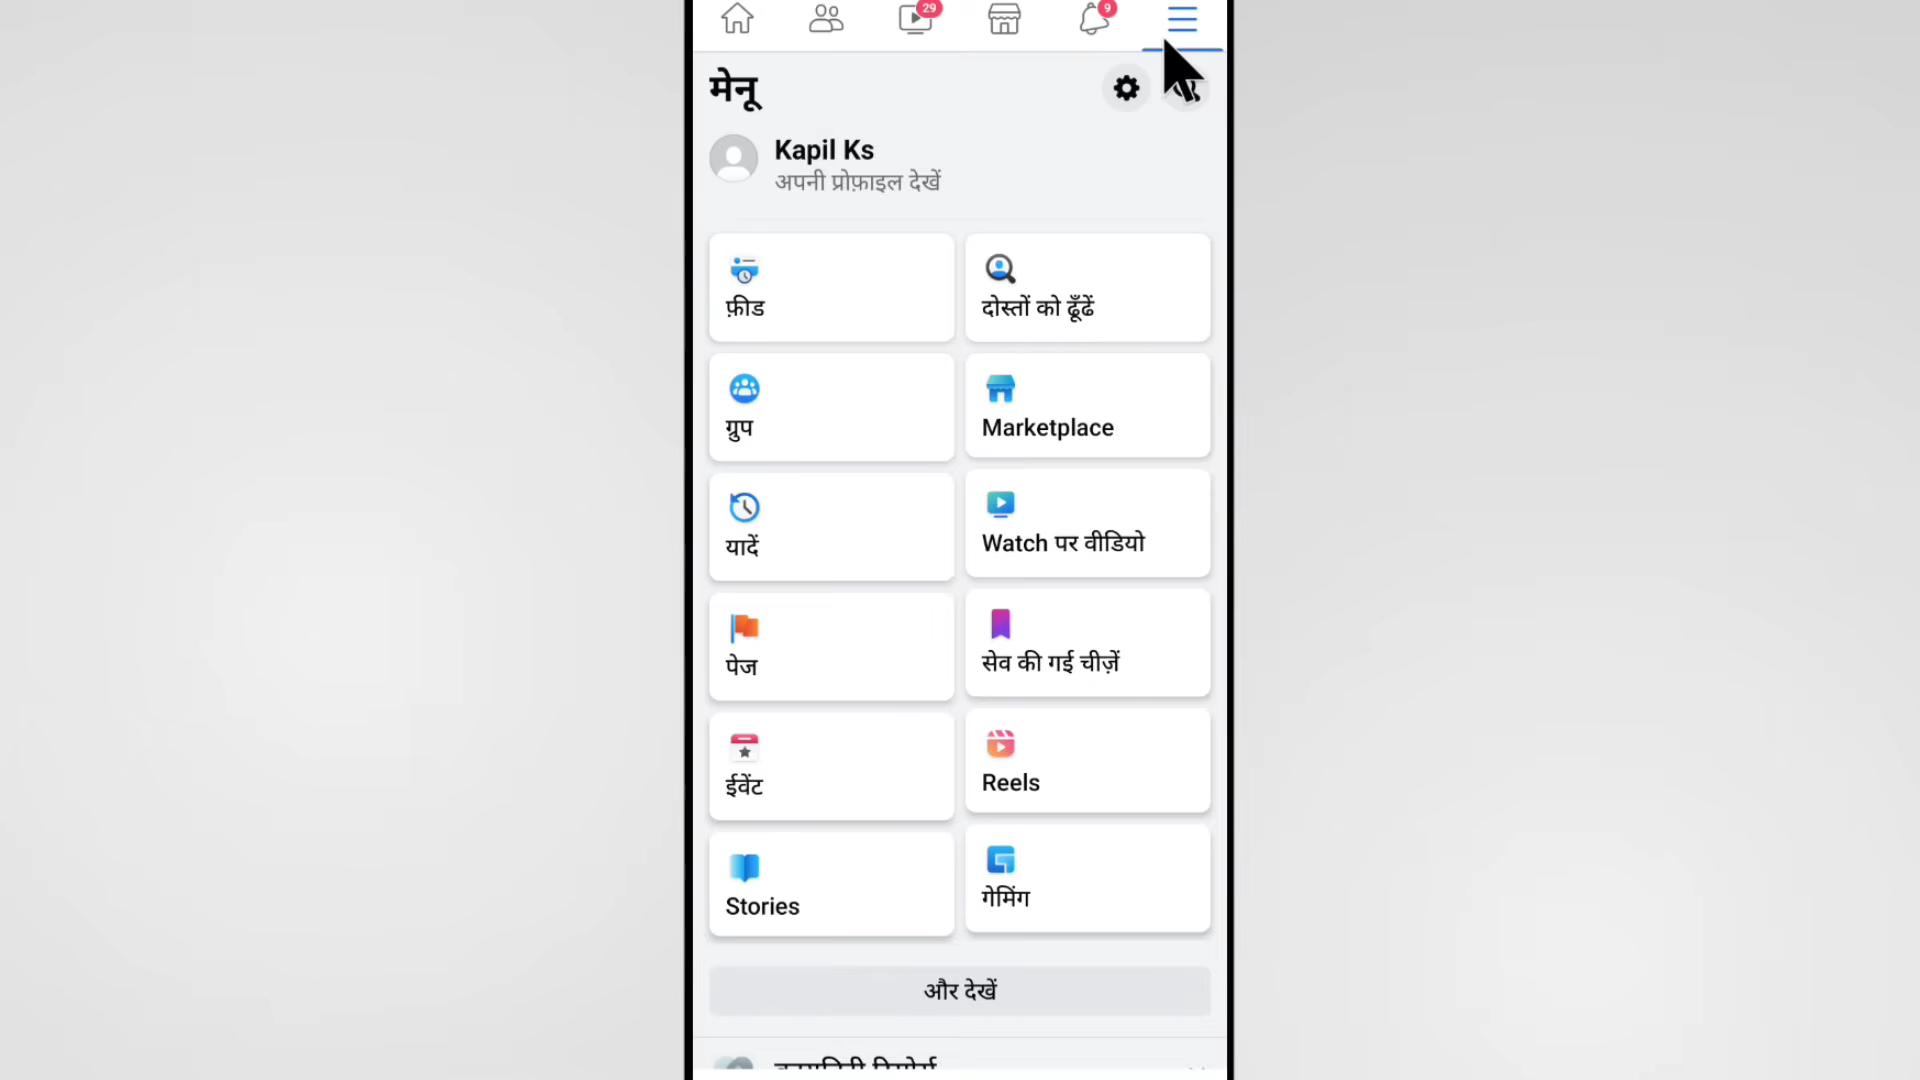 29
9
मेनू
Kapil Ks
अपनी प्रोफ़ाइल देखें
फ़ीड
दोस्तों को ढूँढें
ग्रुप
Marketplace
यादें
Watch पर वीडियो
पेज
सेव की गई चीज़ें
ईवेंट
Reels
Stories
गेमिंग
और देखें